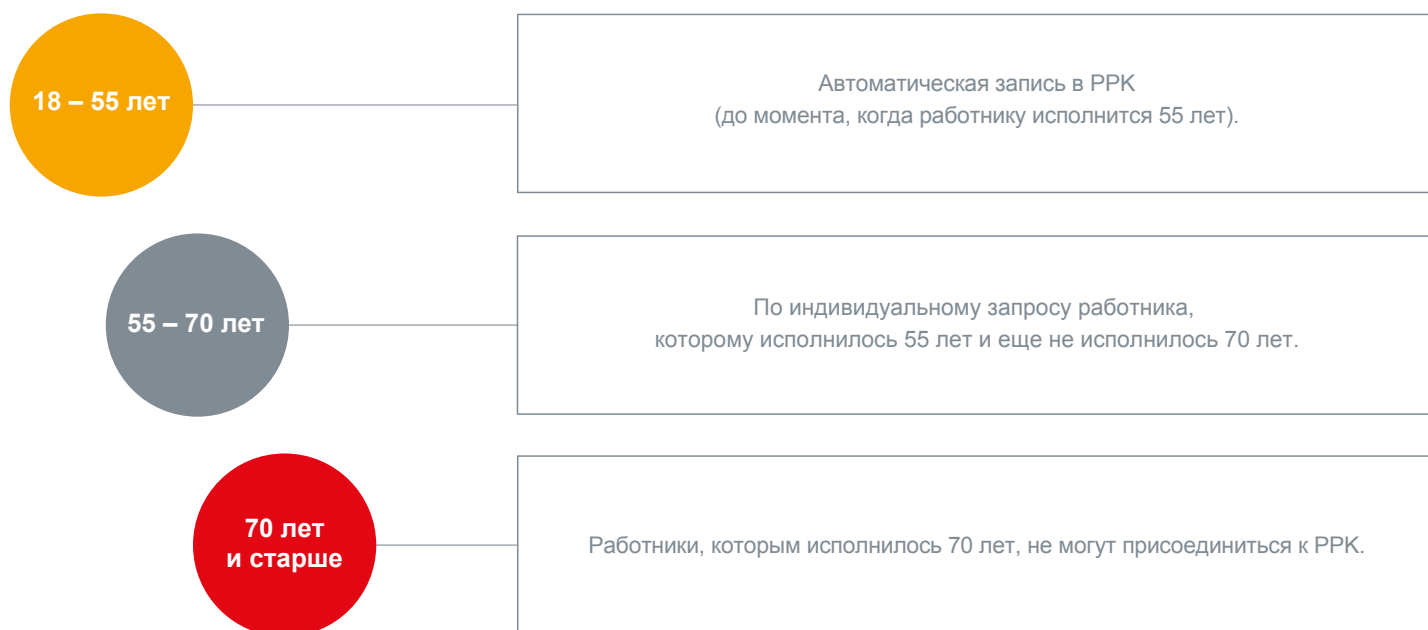 18 – 55 лет
Автоматическая запись в PPK
(до момента, когда работнику исполнится 55 лет).
55 – 70 лет
По индивидуальному запросу работника,
которому исполнилось 55 лет и еще не исполнилось 70 лет.
70 лет
и старше
Работники, которым исполнилось 70 лет, не могут присоединиться к PPK.